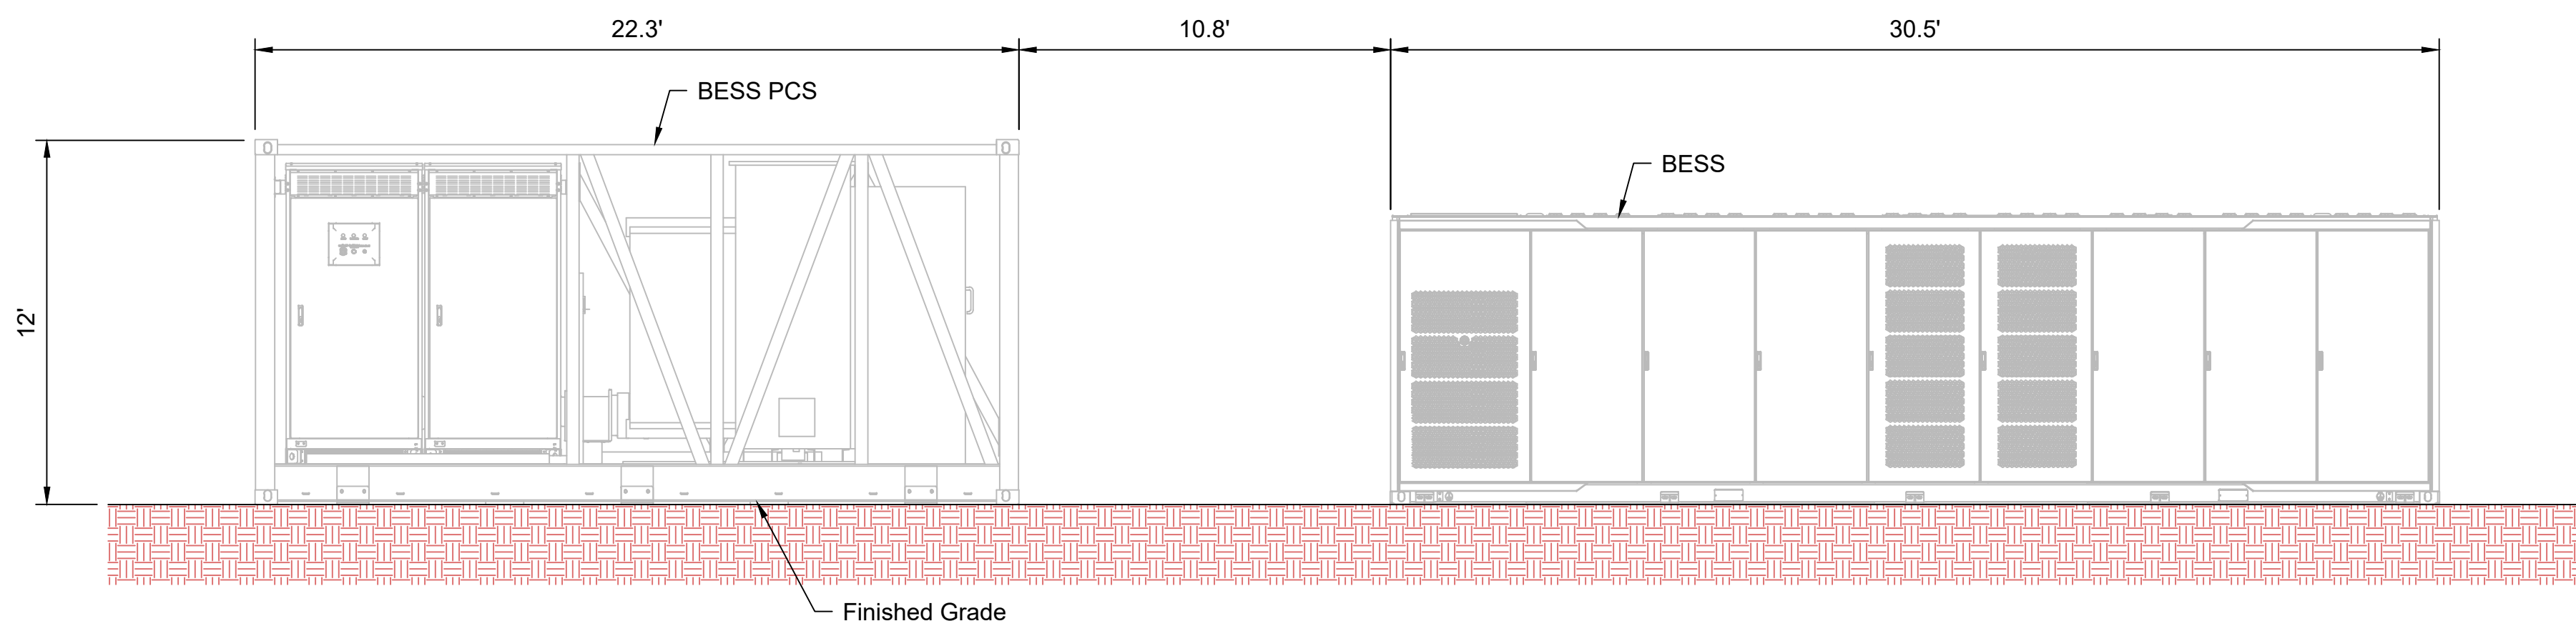 22.3'
10.8'
30.5'
BESS PCS
BESS
12'
Finished Grade